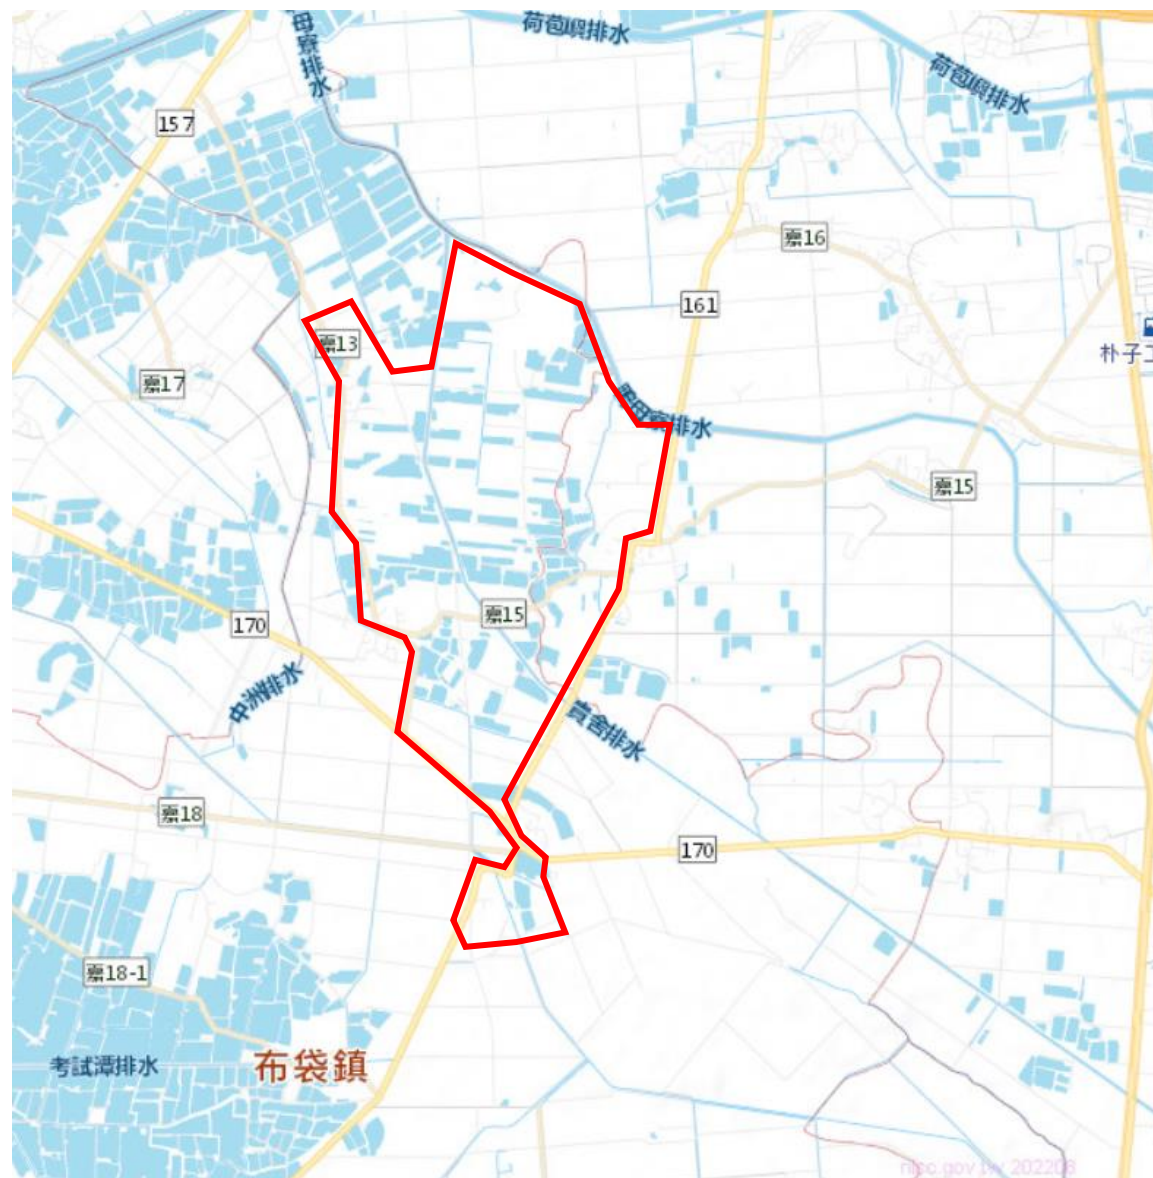 荷苞嶼排水
母寮排水
荷苞嶼排水
157
嘉16
161
嘉13
朴子工
嘉17
母寮排水
嘉15
嘉15
170
中洲排水
貴舍排水
嘉18
170
嘉18-1
考試潭排水
布袋鎮
nlsc.gov.tw 202208